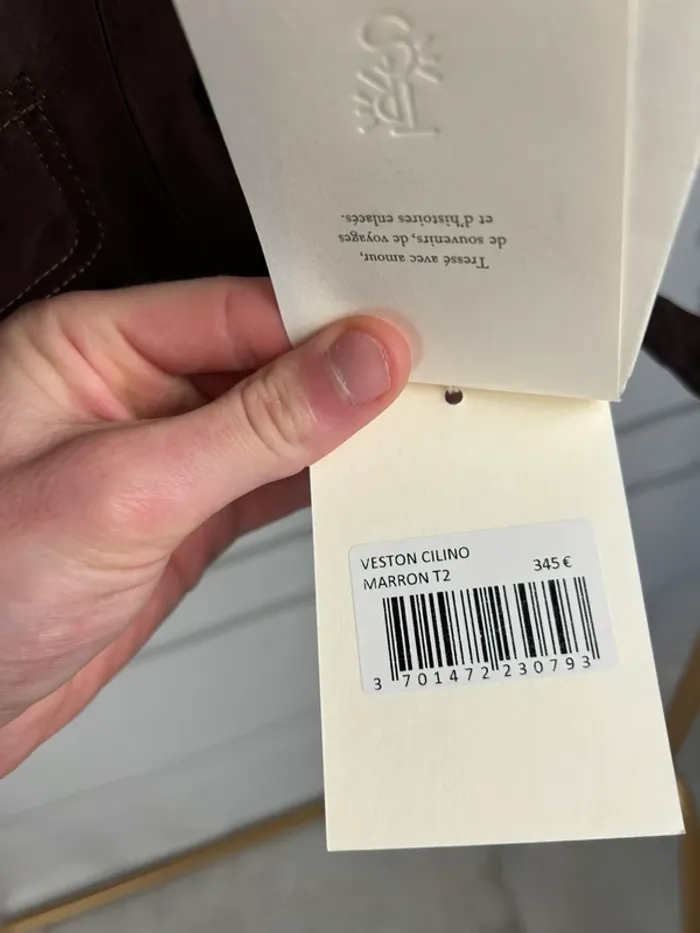 Tressé avec amour,
de souvenirs, de voyages
et d'histoires enlacés.
VESTON CILINO
MARRON T2
345€
3 701472 230793